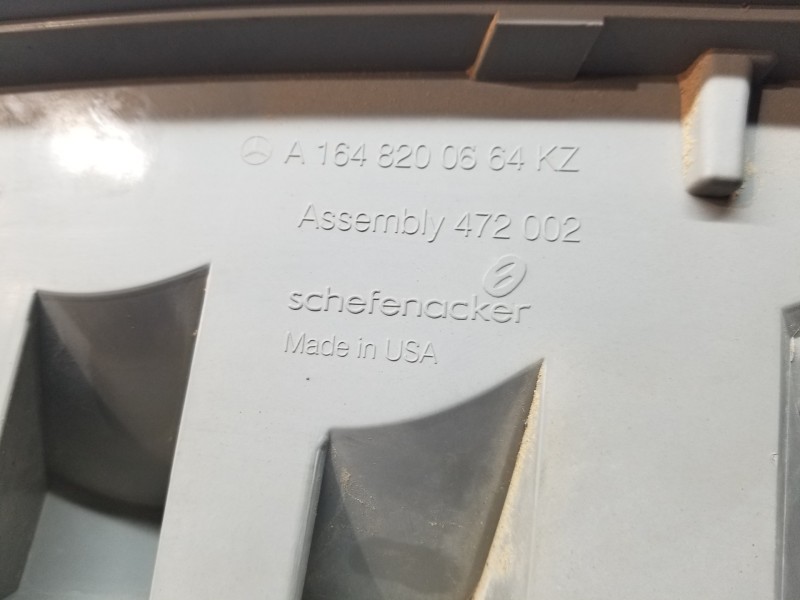 A 164 820 06 64 KZ
Assembly 472 002
schefenacker
Made in USA